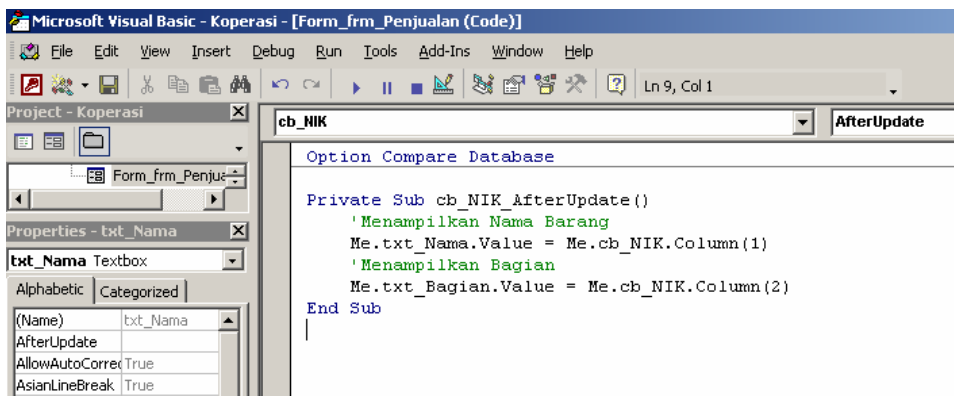 Microsoft Visual Basic - Koperasi - [Form_frm_Penjualan (Code)]
File Edit View Insert Debug Run Tools Add-Ins Window Help
Ln 9, Col 1
Project - Koperasi
Form_frm_Penjua
Properties - txt_Nama
txt_Nama Textbox
Alphabetic Categorized
(Name) txt_Nama
AfterUpdate
AllowAutoCorrec True
AsianLineBreak True
cb_NIK AfterUpdate
Option Compare Database
Private Sub cb_NIK_AfterUpdate()
'Menampilkan Nama Barang
Me.txt_Nama.Value = Me.cb_NIK.Column(1)
'Menampilkan Bagian
Me.txt_Bagian.Value = Me.cb_NIK.Column(2)
End Sub